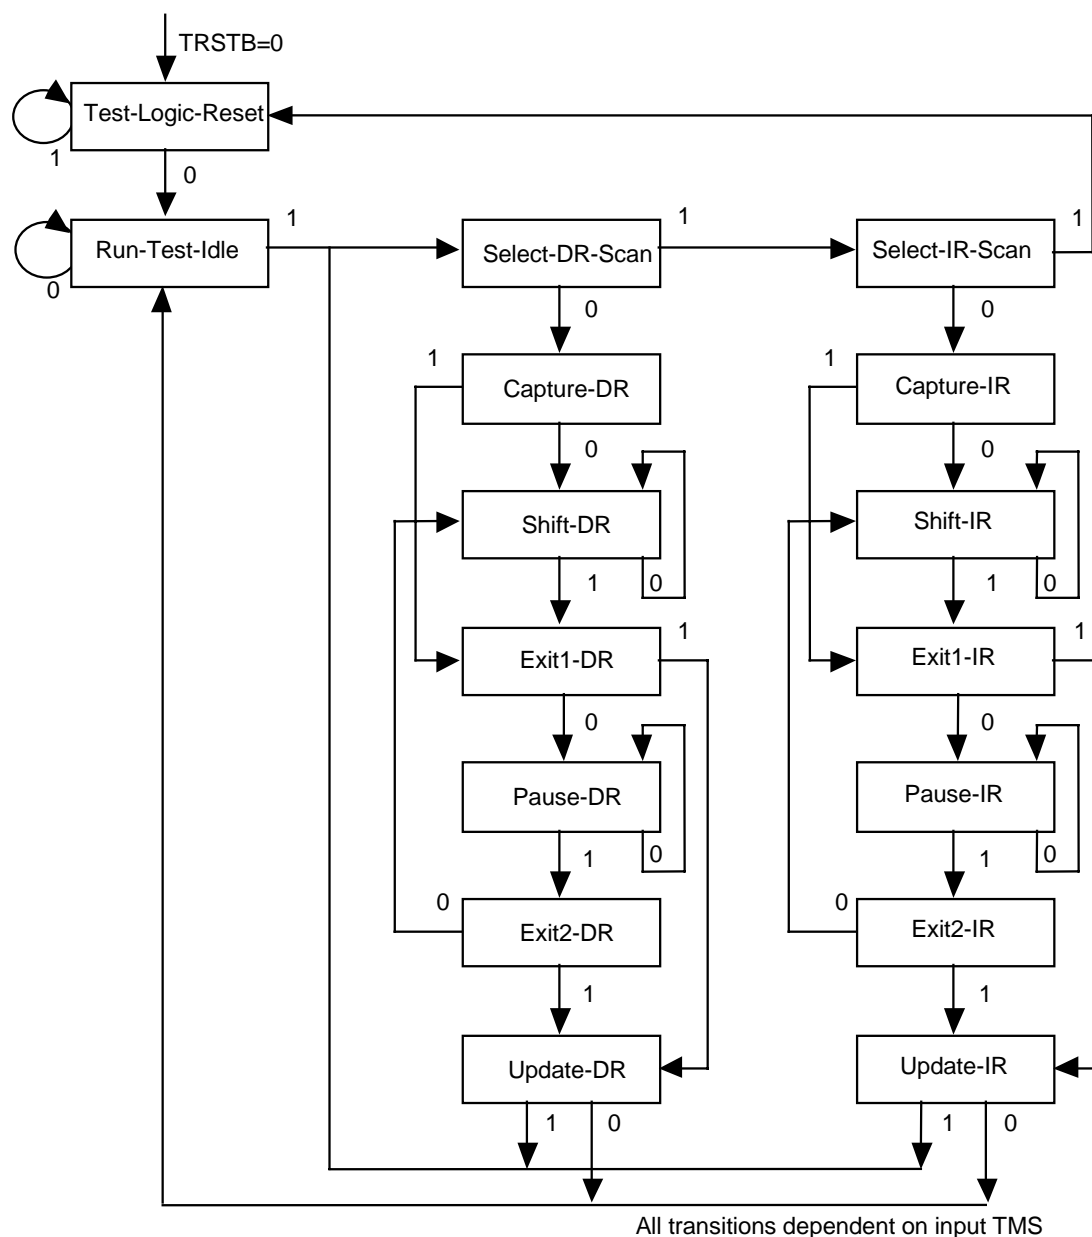 TRSTB=0
Test-Logic-Reset
1
0
1
1
1
Run-Test-Idle
Select-DR-Scan
Select-IR-Scan
0
0
0
1
1
Capture-DR
Capture-IR
0
0
Shift-DR
Shift-IR
1
0
1
0
1
1
Exit1-DR
Exit1-IR
0
0
Pause-DR
Pause-IR
1
0
1
0
0
0
Exit2-DR
Exit2-IR
1
1
Update-DR
Update-IR
1
0
1
0
All transitions dependent on input TMS